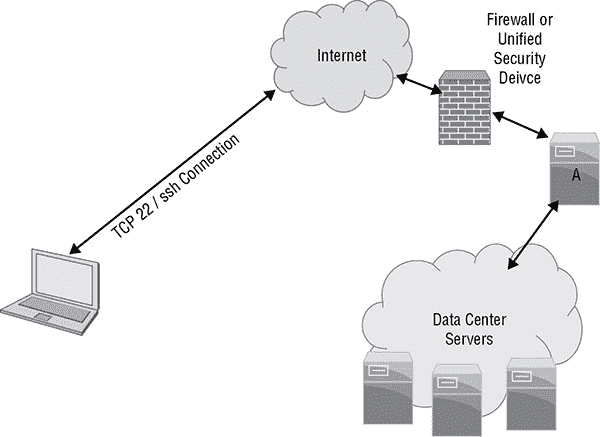 Internet
Firewall or
Unified
Security
Deivce
TCP 22 / ssh Connection
A
Data Center
Servers